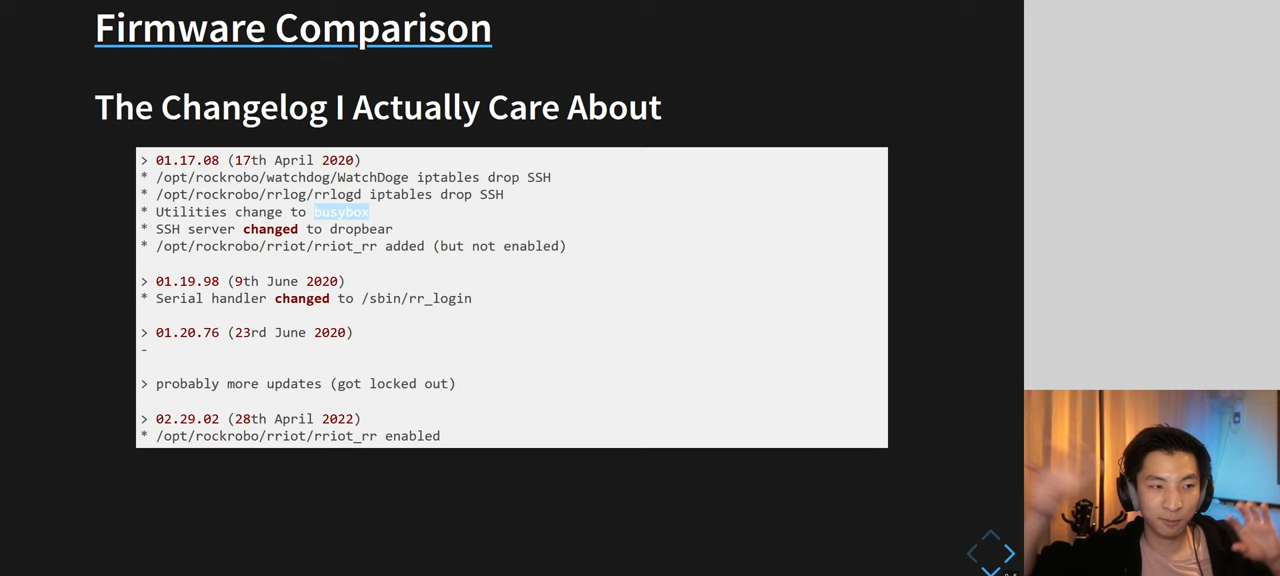 Firmware Comparison
The Changelog I Actually Care About
> 01.17.08 (17th April 2020)
* /opt/rockrobo/watchdog/WatchDoge iptables drop SSH
* /opt/rockrobo/rrlog/rrlogd iptables drop SSH
* Utilities change to busybox
* SSH server changed to dropbear
* /opt/rockrobo/rriot/rriot_rr added (but not enabled)
> 01.19.98 (9th June 2020)
* Serial handler changed to /sbin/rr_login
> 01.20.76 (23rd June 2020)
-
> probably more updates (got locked out)
> 02.29.02 (28th April 2022)
* /opt/rockrobo/rriot/rriot_rr enabled